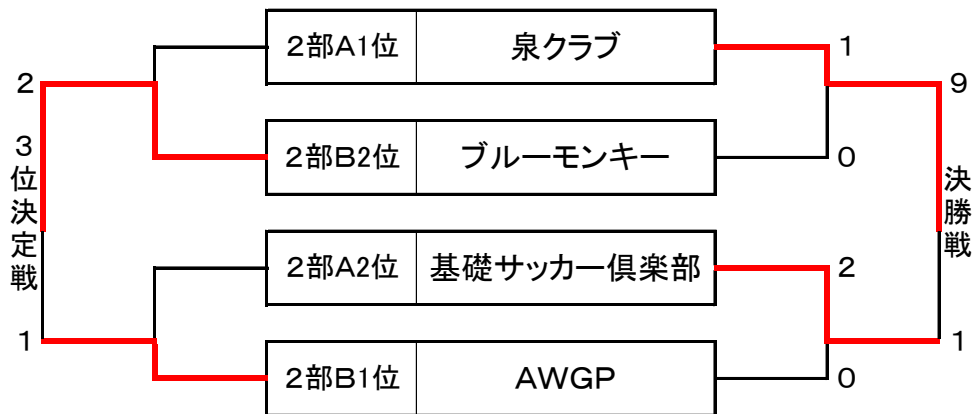 2部A1位 泉クラブ 1
2 9
2部B2位 ブルーモンキー 0
3位決定戦
決勝戦
2部A2位 基礎サッカー倶楽部 2
1 1
2部B1位 AWGP 0